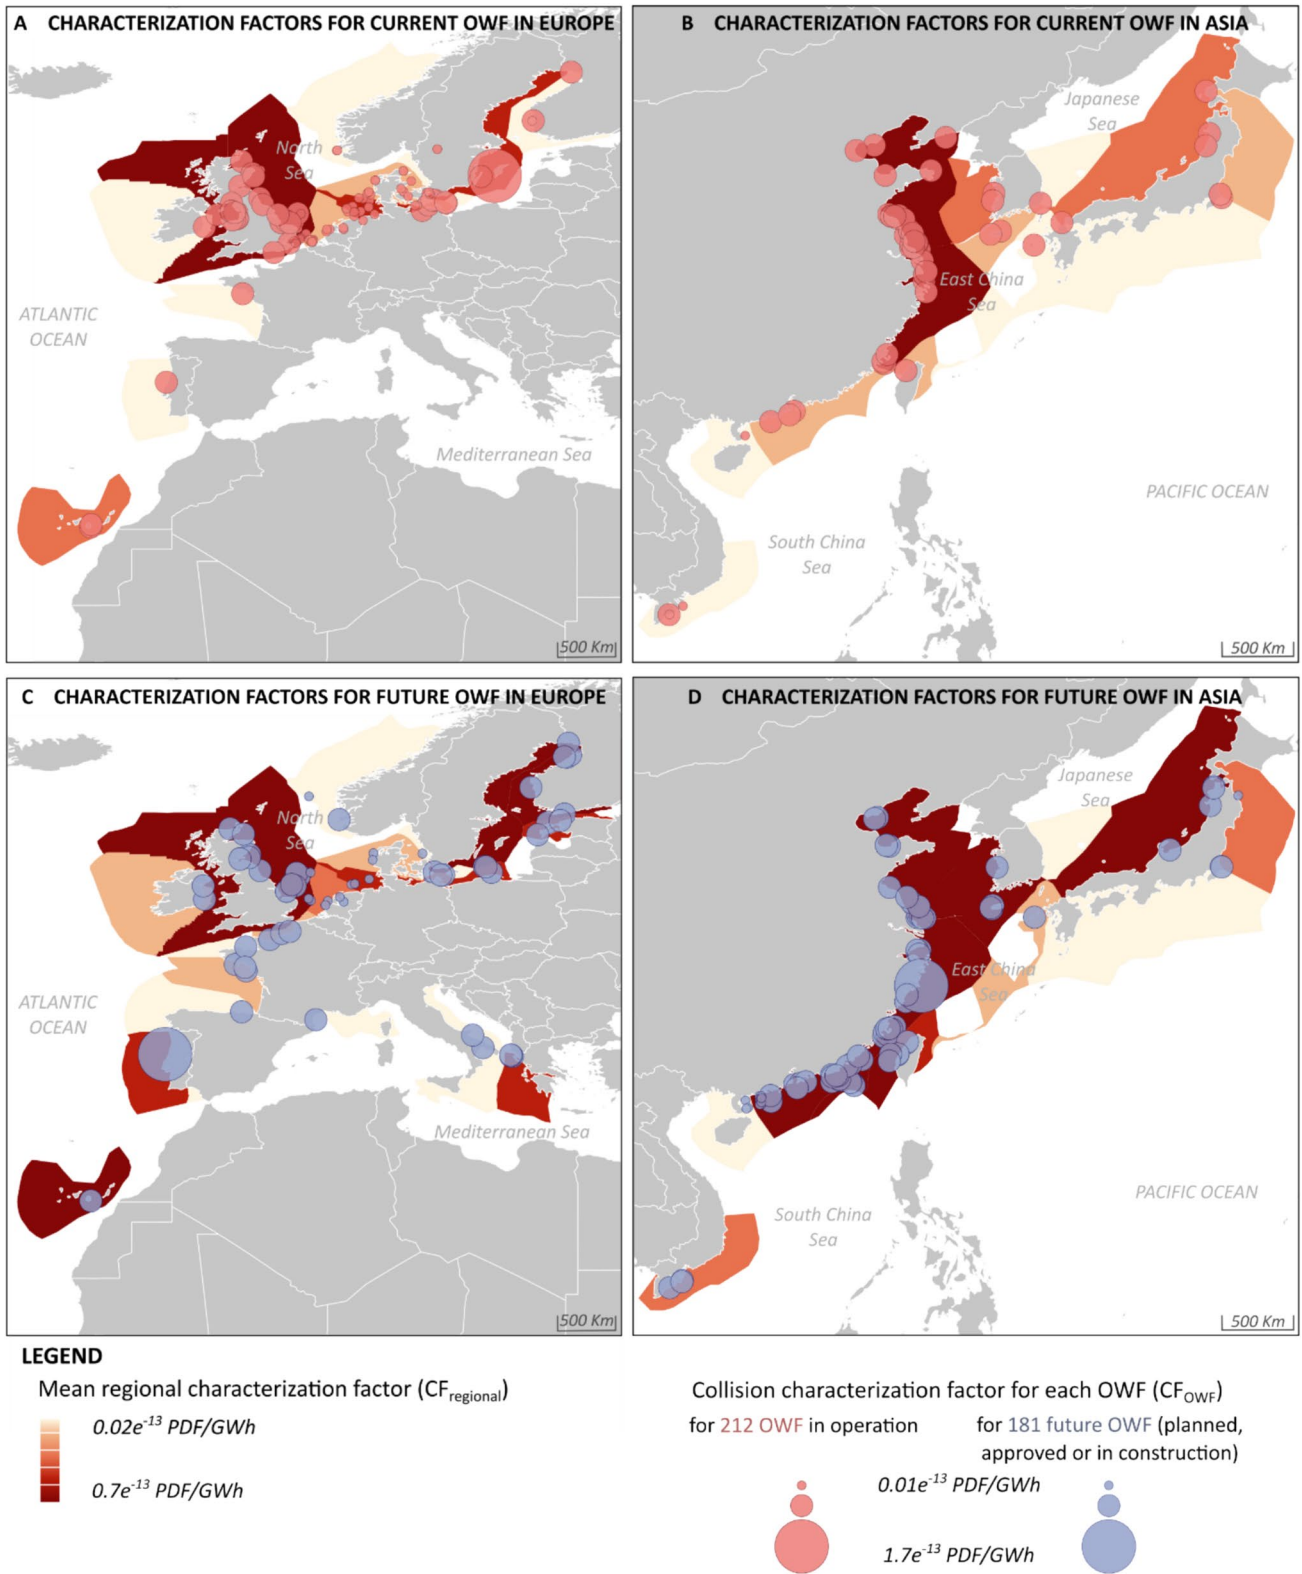 A CHARACTERIZATION FACTORS FOR CURRENT OWF IN EUROPE
North
Sea
ATLANTIC
OCEAN
Mediterranean Sea
500 Km
B CHARACTERIZATION FACTORS FOR CURRENT OWF IN ASIA
Japanese
Sea
East China
Sea
PACIFIC OCEAN
South China
Sea
500 Km
C CHARACTERIZATION FACTORS FOR FUTURE OWF IN EUROPE
North
Sea
ATLANTIC
OCEAN
Mediterranean Sea
500 Km
D CHARACTERIZATION FACTORS FOR FUTURE OWF IN ASIA
Japanese
Sea
East China
Sea
PACIFIC OCEAN
South China
Sea
500 Km
LEGEND
Mean regional characterization factor (CFregional)
0.02e-13 PDF/GWh
0.7e-13 PDF/GWh
Collision characterization factor for each OWF (CFOWF)
for 212 OWF in operation
for 181 future OWF (planned,
approved or in construction)
0.01e-13 PDF/GWh
1.7e-13 PDF/GWh